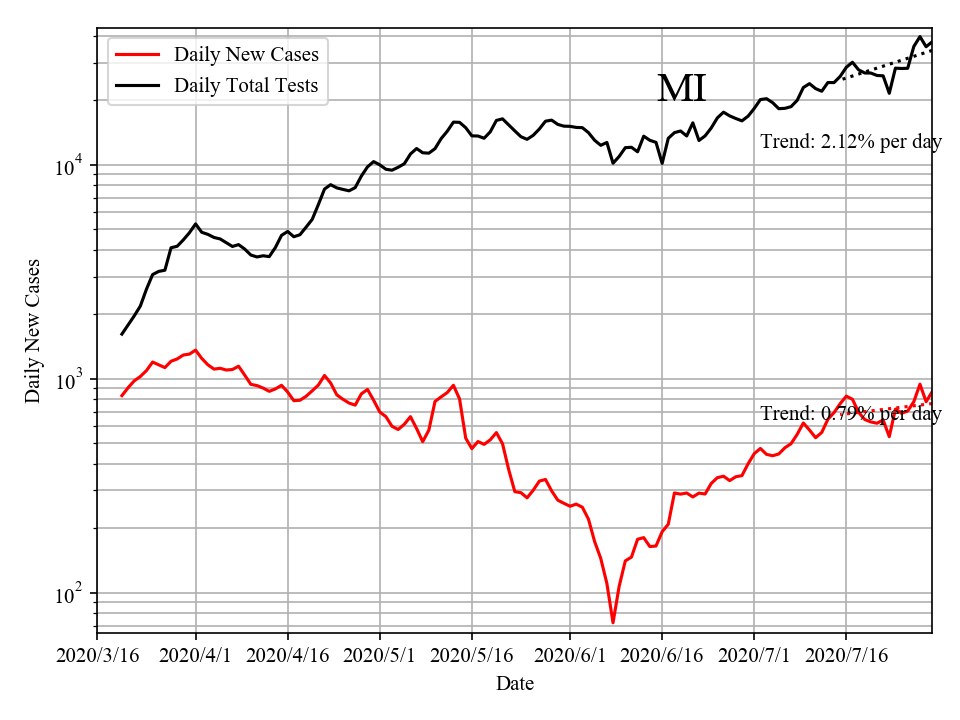 Daily New Cases
Daily Total Tests
MI
Trend: 2.12% per day
Trend: 0.79% per day
10^4
10^3
10^2
Daily New Cases
2020/3/16 2020/4/1 2020/4/16 2020/5/1 2020/5/16 2020/6/1 2020/6/16 2020/7/1 2020/7/16
Date